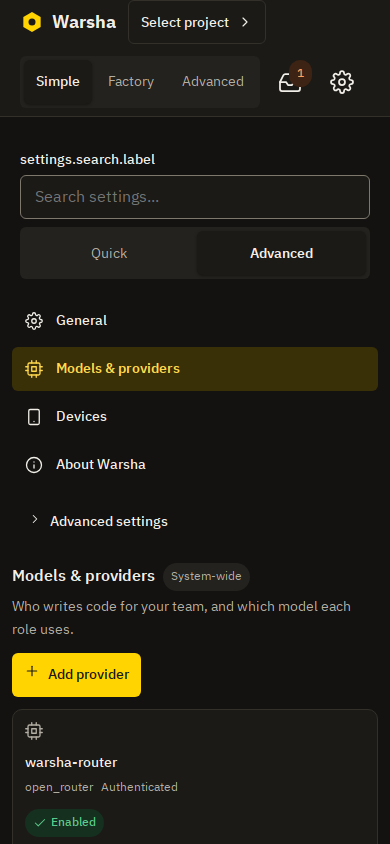 Warsha
Select project
Simple
Factory
Advanced
1
settings.search.label
Search settings...
Quick
Advanced
General
Models & providers
Devices
About Warsha
Advanced settings
Models & providers
System-wide
Who writes code for your team, and which model each
role uses.
Add provider
warsha-router
open_router Authenticated
Enabled